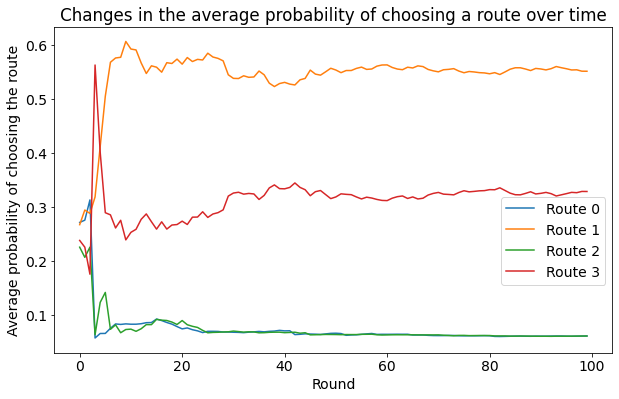 Changes in the average probability of choosing a route over time
Average probability of choosing the route
0.6
0.5
0.4
0.3
0.2
0.1
Route 0
Route 1
Route 2
Route 3
0 20 40 60 80 100
Round